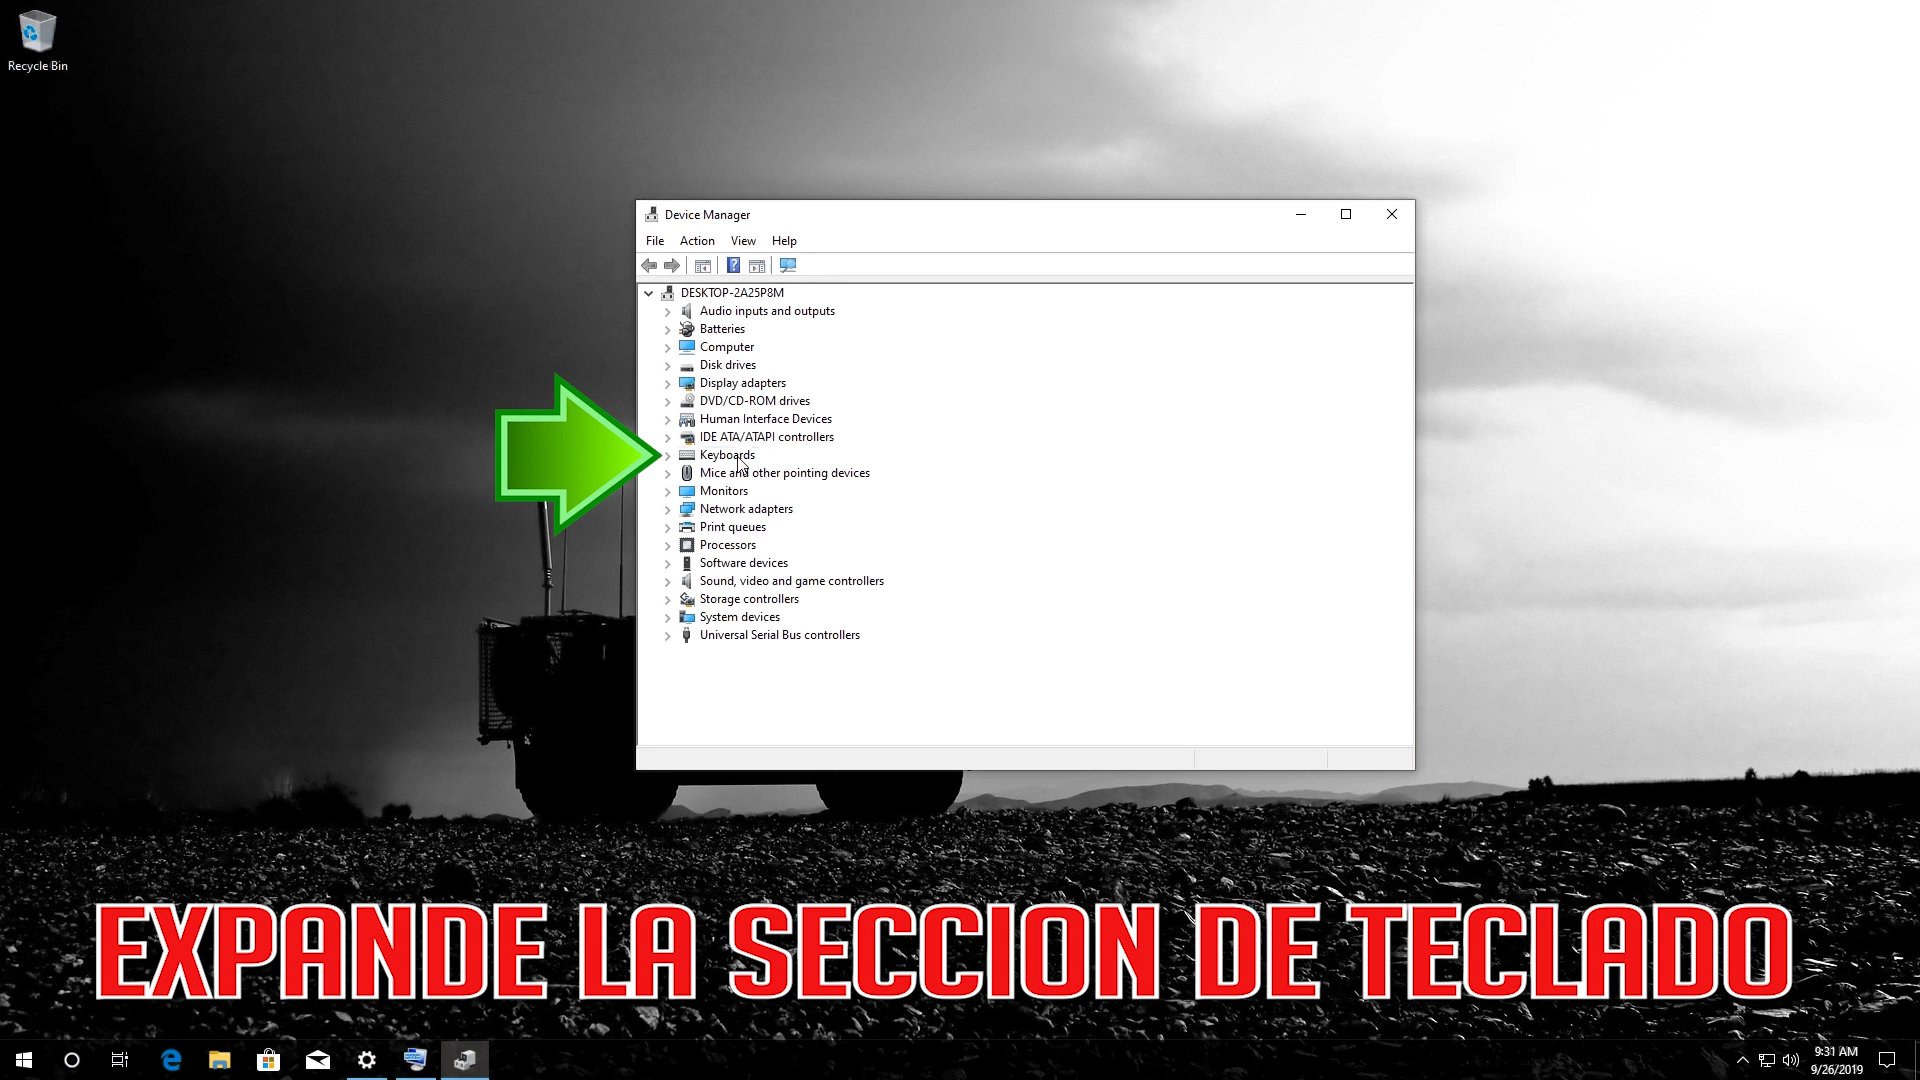 Recycle Bin
Device Manager
File Action View Help
DESKTOP-2A25P8M
Audio inputs and outputs
Batteries
Computer
Disk drives
Display adapters
DVD/CD-ROM drives
Human Interface Devices
IDE ATA/ATAPI controllers
Keyboards
Mice and other pointing devices
Monitors
Network adapters
Print queues
Processors
Software devices
Sound, video and game controllers
Storage controllers
System devices
Universal Serial Bus controllers
EXPANDE LA SECCION DE TECLADO
9:31 AM
9/26/2019